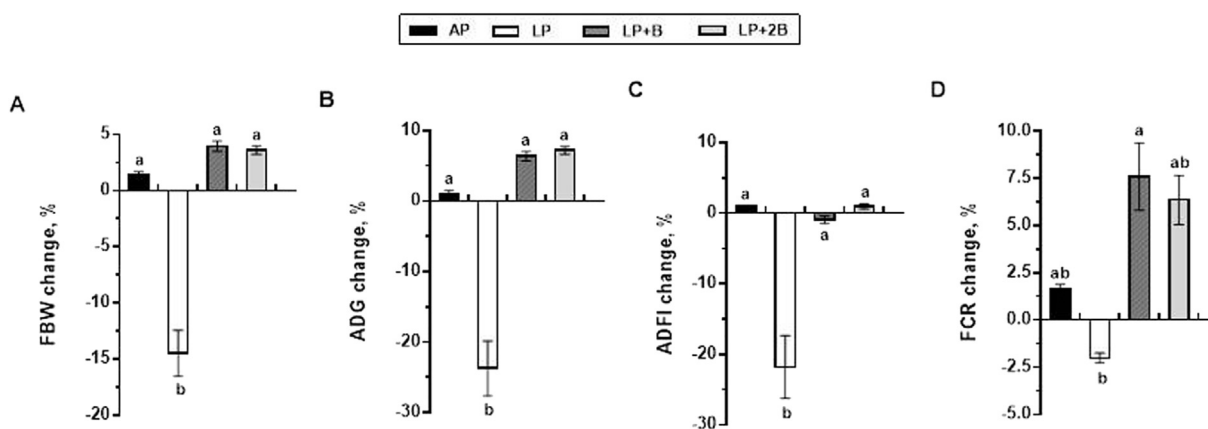 AP LP LP+B LP+2B
A
FBW change, %
5
0
-5
-10
-15
-20
a
b
a
a
B
ADG change, %
10
0
-10
-20
-30
a
b
a
a
C
ADFI change, %
10
0
-10
-20
-30
a
b
a
a
D
FCR change, %
10.0
7.5
5.0
2.5
0.0
-2.5
-5.0
ab
b
a
ab